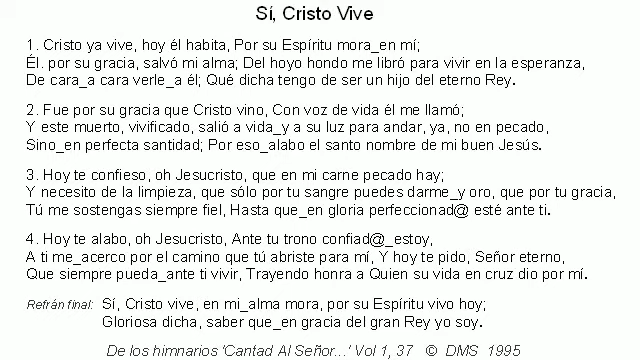 Sí, Cristo Vive
1. Cristo ya vive, hoy él habita, Por su Espíritu mora_en mí;
Él. por su gracia, salvó mi alma; Del hoyo hondo me libró para vivir en la esperanza,
De cara_a cara verle_a él; Qué dicha tengo de ser un hijo del eterno Rey.
2. Fue por su gracia que Cristo vino, Con voz de vida él me llamó;
Y este muerto, vivificado, salió a vida_y a su luz para andar, ya, no en pecado,
Sino_en perfecta santidad; Por eso_alabo el santo nombre de mi buen Jesús.
3. Hoy te confieso, oh Jesucristo, que en mi carne pecado hay;
Y necesito de la limpieza, que sólo por tu sangre puedes darme_y oro, que por tu gracia,
Tú me sostengas siempre fiel, Hasta que_en gloria perfeccionad@ esté ante ti.
4. Hoy te alabo, oh Jesucristo, Ante tu trono confiad@_estoy,
A ti me_acerco por el camino que tú abriste para mí, Y hoy te pido, Señor eterno,
Que siempre pueda_ante ti vivir, Trayendo honra a Quien su vida en cruz dio por mí.
Refrán final: Sí, Cristo vive, en mi_alma mora, por su Espíritu vivo hoy;
Gloriosa dicha, saber que_en gracia del gran Rey yo soy.
De los himnarios 'Cantad Al Señor...' Vol 1, 37 © DMS 1995